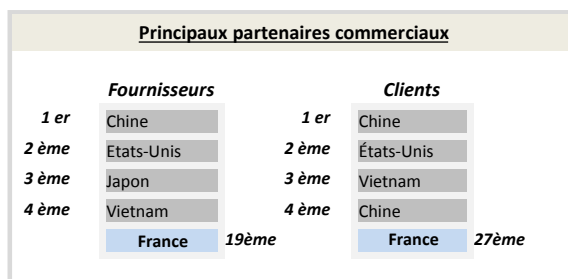 Principaux partenaires commerciaux
Fournisseurs Clients
1 er Chine 1 er Chine
2 ème Etats-Unis 2 ème États-Unis
3 ème Japon 3 ème Vietnam
4 ème Vietnam 4 ème Chine
France 19ème France 27ème